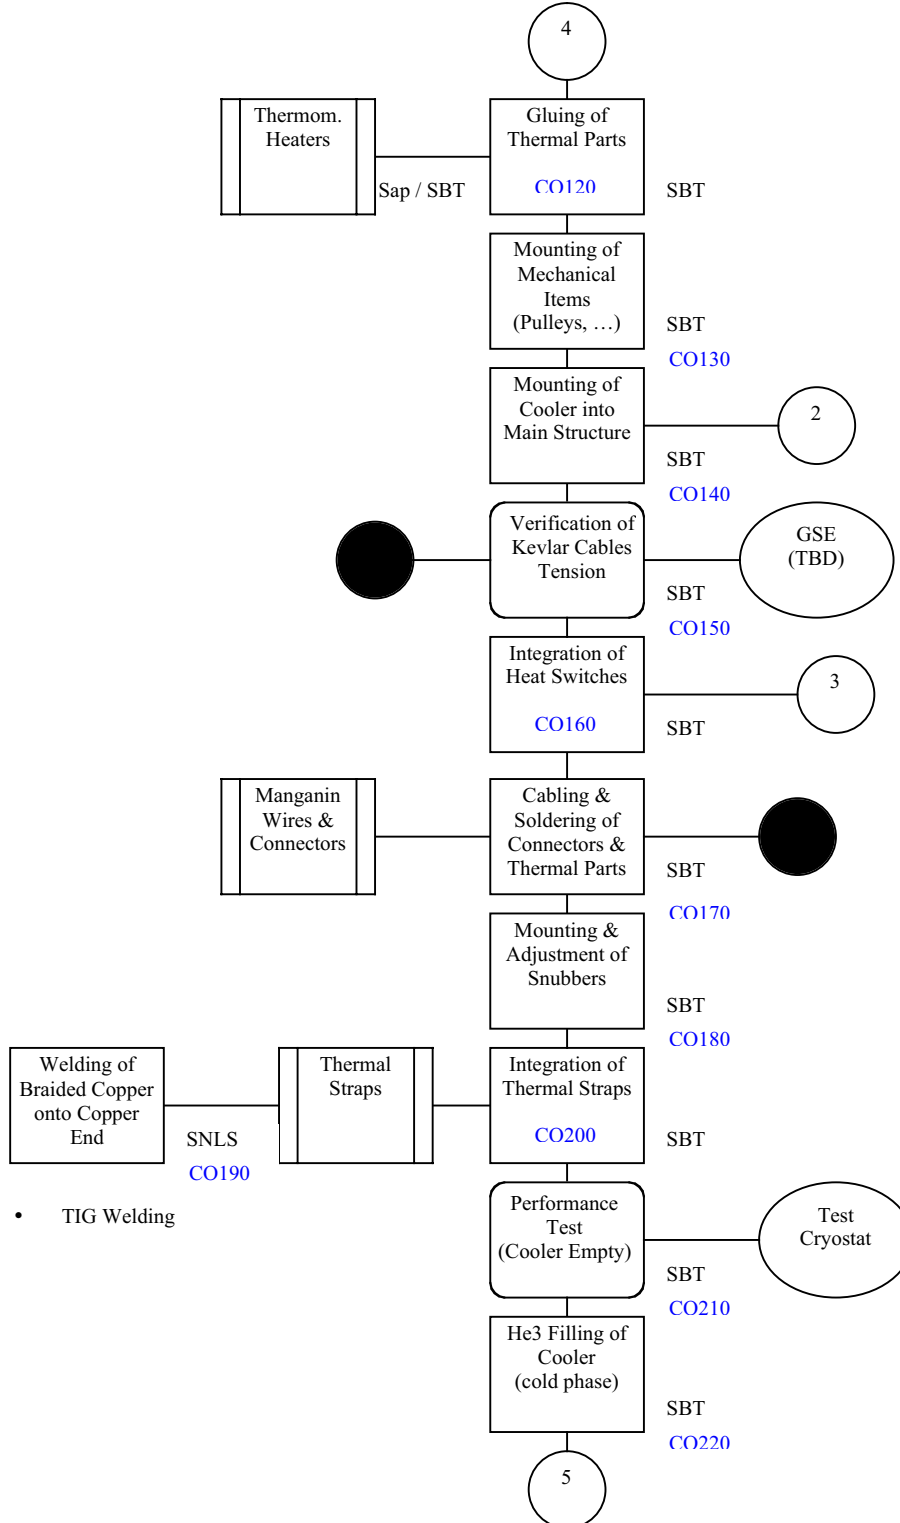 4
Thermom.
Heaters
Gluing of
Thermal Parts
CO120
Sap / SBT
SBT
Mounting of
Mechanical
Items
(Pulleys, …)
SBT
CO130
Mounting of
Cooler into
Main Structure
2
SBT
CO140
Verification of
Kevlar Cables
Tension
GSE
(TBD)
SBT
CO150
Integration of
Heat Switches
CO160
3
SBT
Manganin
Wires &
Connectors
Cabling &
Soldering of
Connectors &
Thermal Parts
SBT
CO170
Mounting &
Adjustment of
Snubbers
SBT
CO180
Welding of
Braided Copper
onto Copper
End
SNLS
CO190
Thermal
Straps
Integration of
Thermal Straps
CO200
SBT
• TIG Welding
Performance
Test
(Cooler Empty)
Test
Cryostat
SBT
CO210
He3 Filling of
Cooler
(cold phase)
SBT
CO220
5